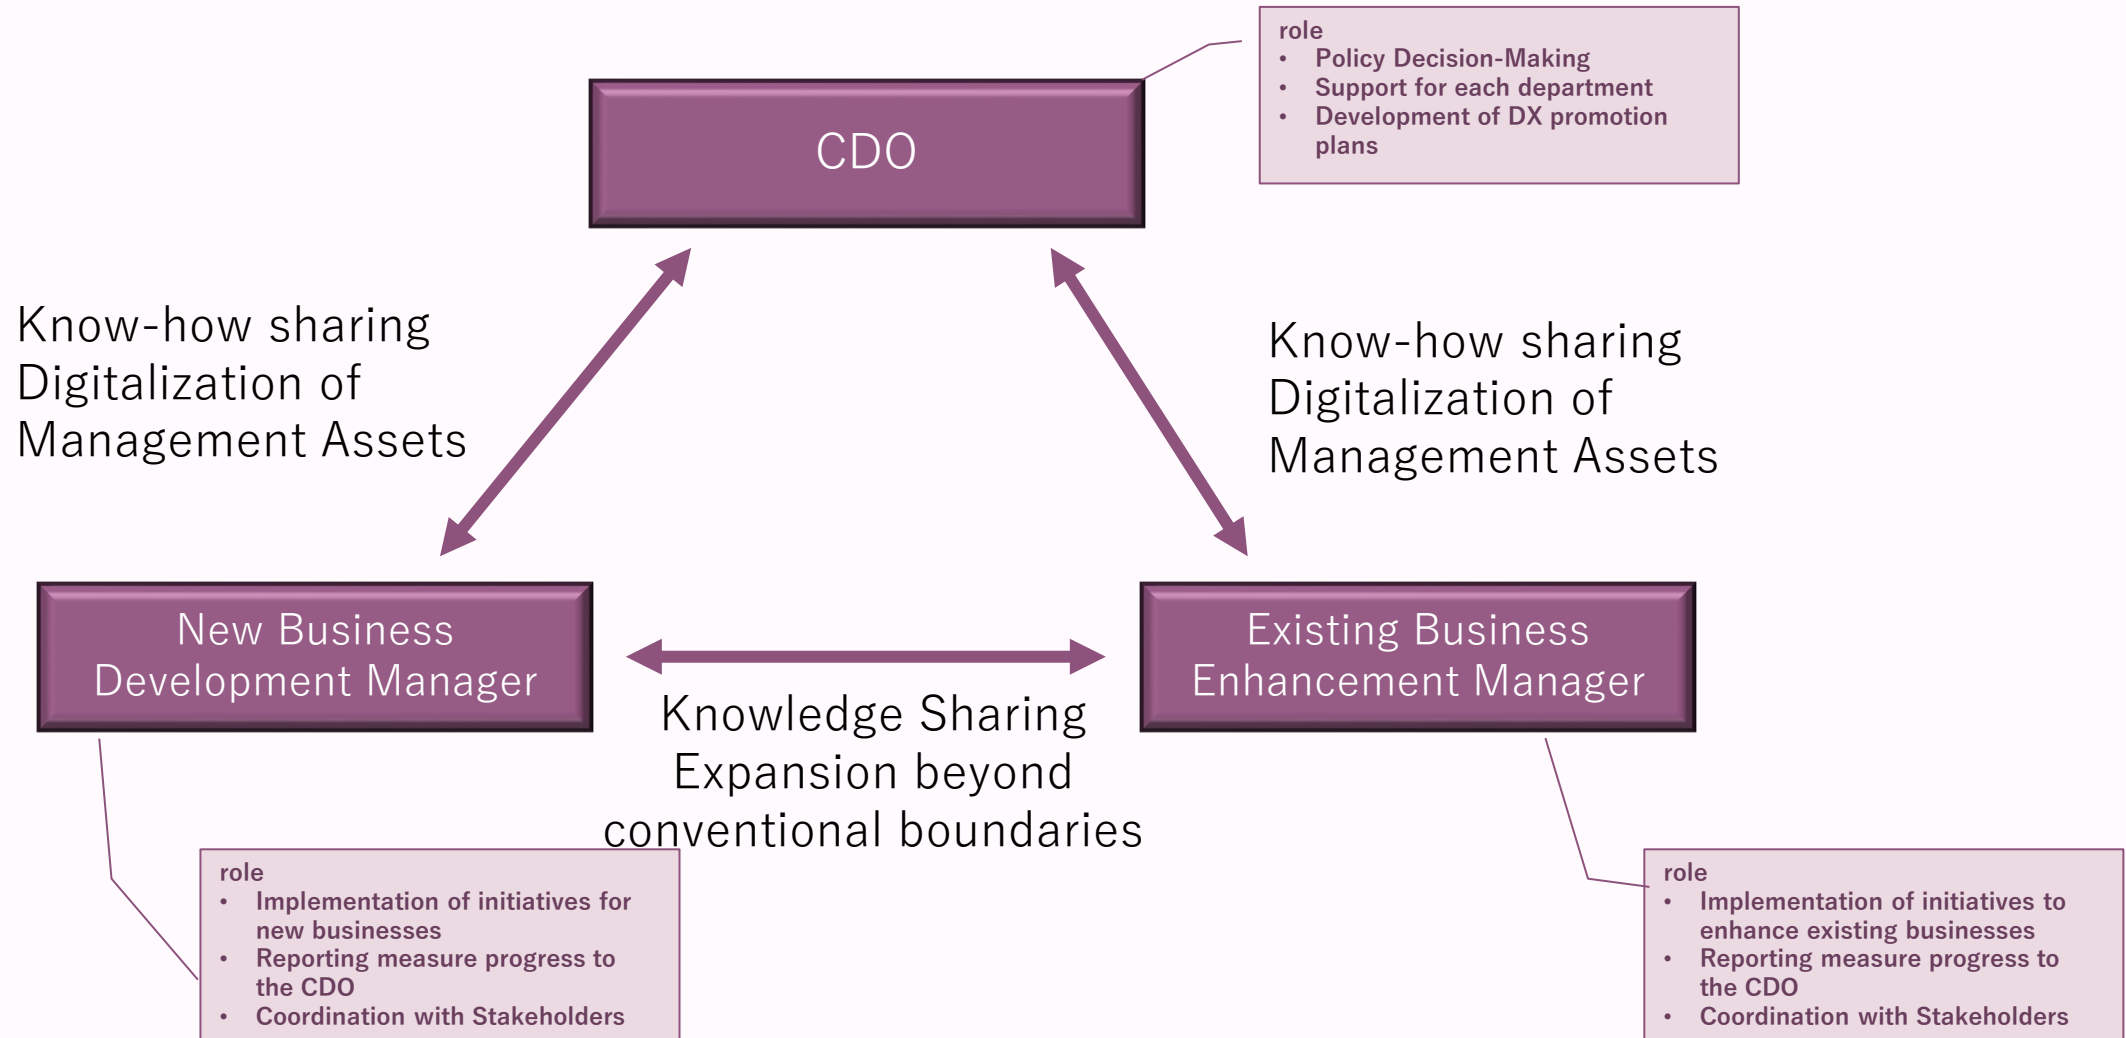 role
• Policy Decision-Making
• Support for each department
• Development of DX promotion
plans
CDO
Know-how sharing
Digitalization of
Management Assets
Know-how sharing
Digitalization of
Management Assets
New Business
Development Manager
Existing Business
Enhancement Manager
Knowledge Sharing
Expansion beyond
conventional boundaries
role
• Implementation of initiatives for
new businesses
• Reporting measure progress to
the CDO
• Coordination with Stakeholders
role
• Implementation of initiatives to
enhance existing businesses
• Reporting measure progress to
the CDO
• Coordination with Stakeholders